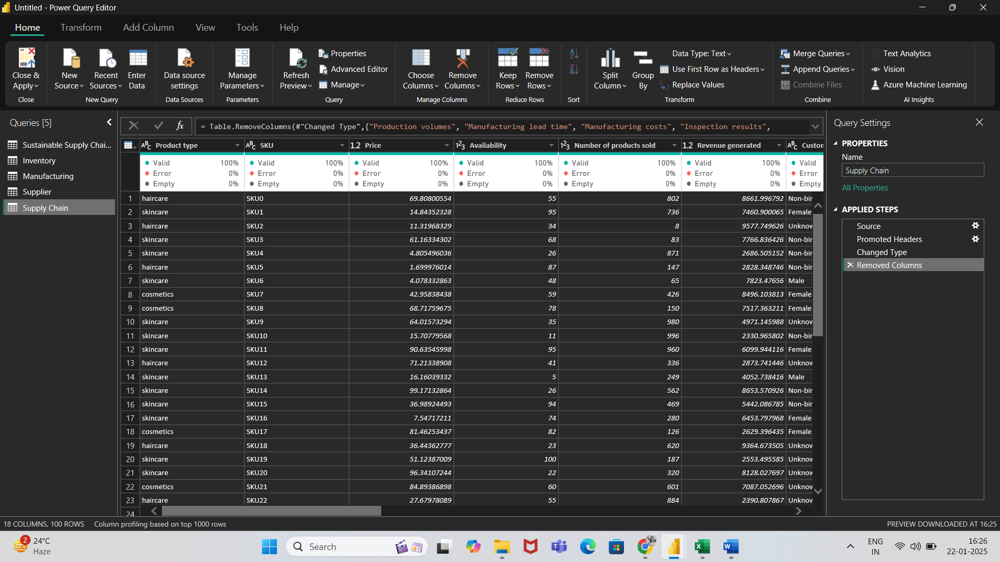 Untitled - Power Query Editor
Home Transform Add Column View Tools Help
Close & Apply
Close
New Source
Recent Sources
Enter Data
New Query
Data source settings
Data Sources
Manage Parameters
Parameters
Refresh Preview
Properties
Advanced Editor
Manage
Query
Choose Columns
Remove Columns
Manage Columns
Keep Rows
Remove Rows
Reduce Rows
Sort
Split Column
Group By
Data Type: Text
Use First Row as Headers
Replace Values
Transform
Merge Queries
Append Queries
Combine Files
Combine
Text Analytics
Vision
Azure Machine Learning
AI Insights
Queries [5]
Sustainable Supply Chai...
Inventory
Manufacturing
Supplier
Supply Chain
fx
= Table.RemoveColumns(#"Changed Type",{"Production volumes", "Manufacturing lead time", "Manufacturing costs", "Inspection results",
ABC Product type ABC SKU 1.2 Price 123 Availability 123 Number of products sold 1.2 Revenue generated ABC Custon
Valid 100% Valid 100% Valid 100% Valid 100% Valid 100% Valid 100% Valid
Error 0% Error 0% Error 0% Error 0% Error 0% Error 0% Error
Empty 0% Empty 0% Empty 0% Empty 0% Empty 0% Empty 0% Empty
1 haircare SKU0 69.80800554 55 802 8661.996792 Non-bir
2 skincare SKU1 14.84352328 95 736 7460.900065 Female
3 haircare SKU2 11.31968329 34 8 9577.749626 Unknov
4 skincare SKU3 61.16334302 68 83 7766.836426 Non-bir
5 skincare SKU4 4.805496036 26 871 2686.505152 Non-bir
6 haircare SKU5 1.699976014 87 147 2828.348746 Non-bir
7 skincare SKU6 4.078332863 48 65 7823.47656 Male
8 cosmetics SKU7 42.95838438 59 426 8496.103813 Female
9 cosmetics SKU8 68.71759675 78 150 7517.363211 Female
10 skincare SKU9 64.01573294 35 980 4971.145988 Unknov
11 skincare SKU10 15.70779568 11 996 2330.965802 Non-bir
12 skincare SKU11 90.63545998 95 960 6099.944116 Female
13 haircare SKU12 71.21338908 41 336 2873.741446 Unknov
14 skincare SKU13 16.16039332 5 249 4052.738416 Male
15 skincare SKU14 99.17132864 26 562 8653.570926 Non-bir
16 skincare SKU15 36.98924493 94 469 5442.086785 Non-bir
17 skincare SKU16 7.54717211 74 280 6453.797968 Female
18 cosmetics SKU17 81.46253437 82 126 2629.396435 Female
19 haircare SKU18 36.44362777 23 620 9364.673505 Unknov
20 skincare SKU19 51.12387009 100 187 2553.495585 Unknov
21 skincare SKU20 96.34107244 22 320 8128.027697 Unknov
22 cosmetics SKU21 84.89386898 60 601 7087.052696 Unknov
23 haircare SKU22 27.67978089 55 884 2390.807867 Unknov
24
Query Settings
PROPERTIES
Name
Supply Chain
All Properties
APPLIED STEPS
Source
Promoted Headers
Changed Type
Removed Columns
18 COLUMNS, 100 ROWS Column profiling based on top 1000 rows PREVIEW DOWNLOADED AT 16:25
2
24°C
Haze
Search
ENG
IN
16:26
22-01-2025